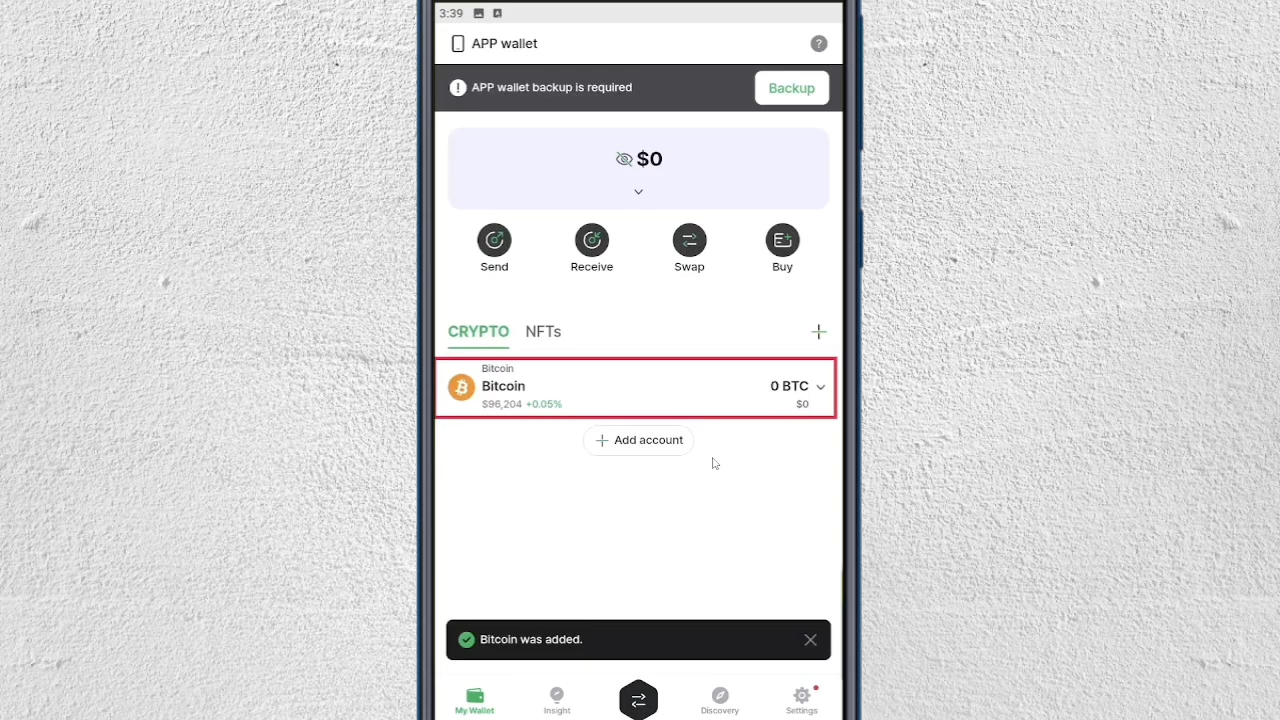 3:39
APP wallet
?
APP wallet backup is required
Backup
$0
Send Receive Swap Buy
CRYPTO NFTs
Bitcoin
Bitcoin 0 BTC
$96,204 +0.05% $0
Add account
Bitcoin was added.
My Wallet Insight Discovery Settings